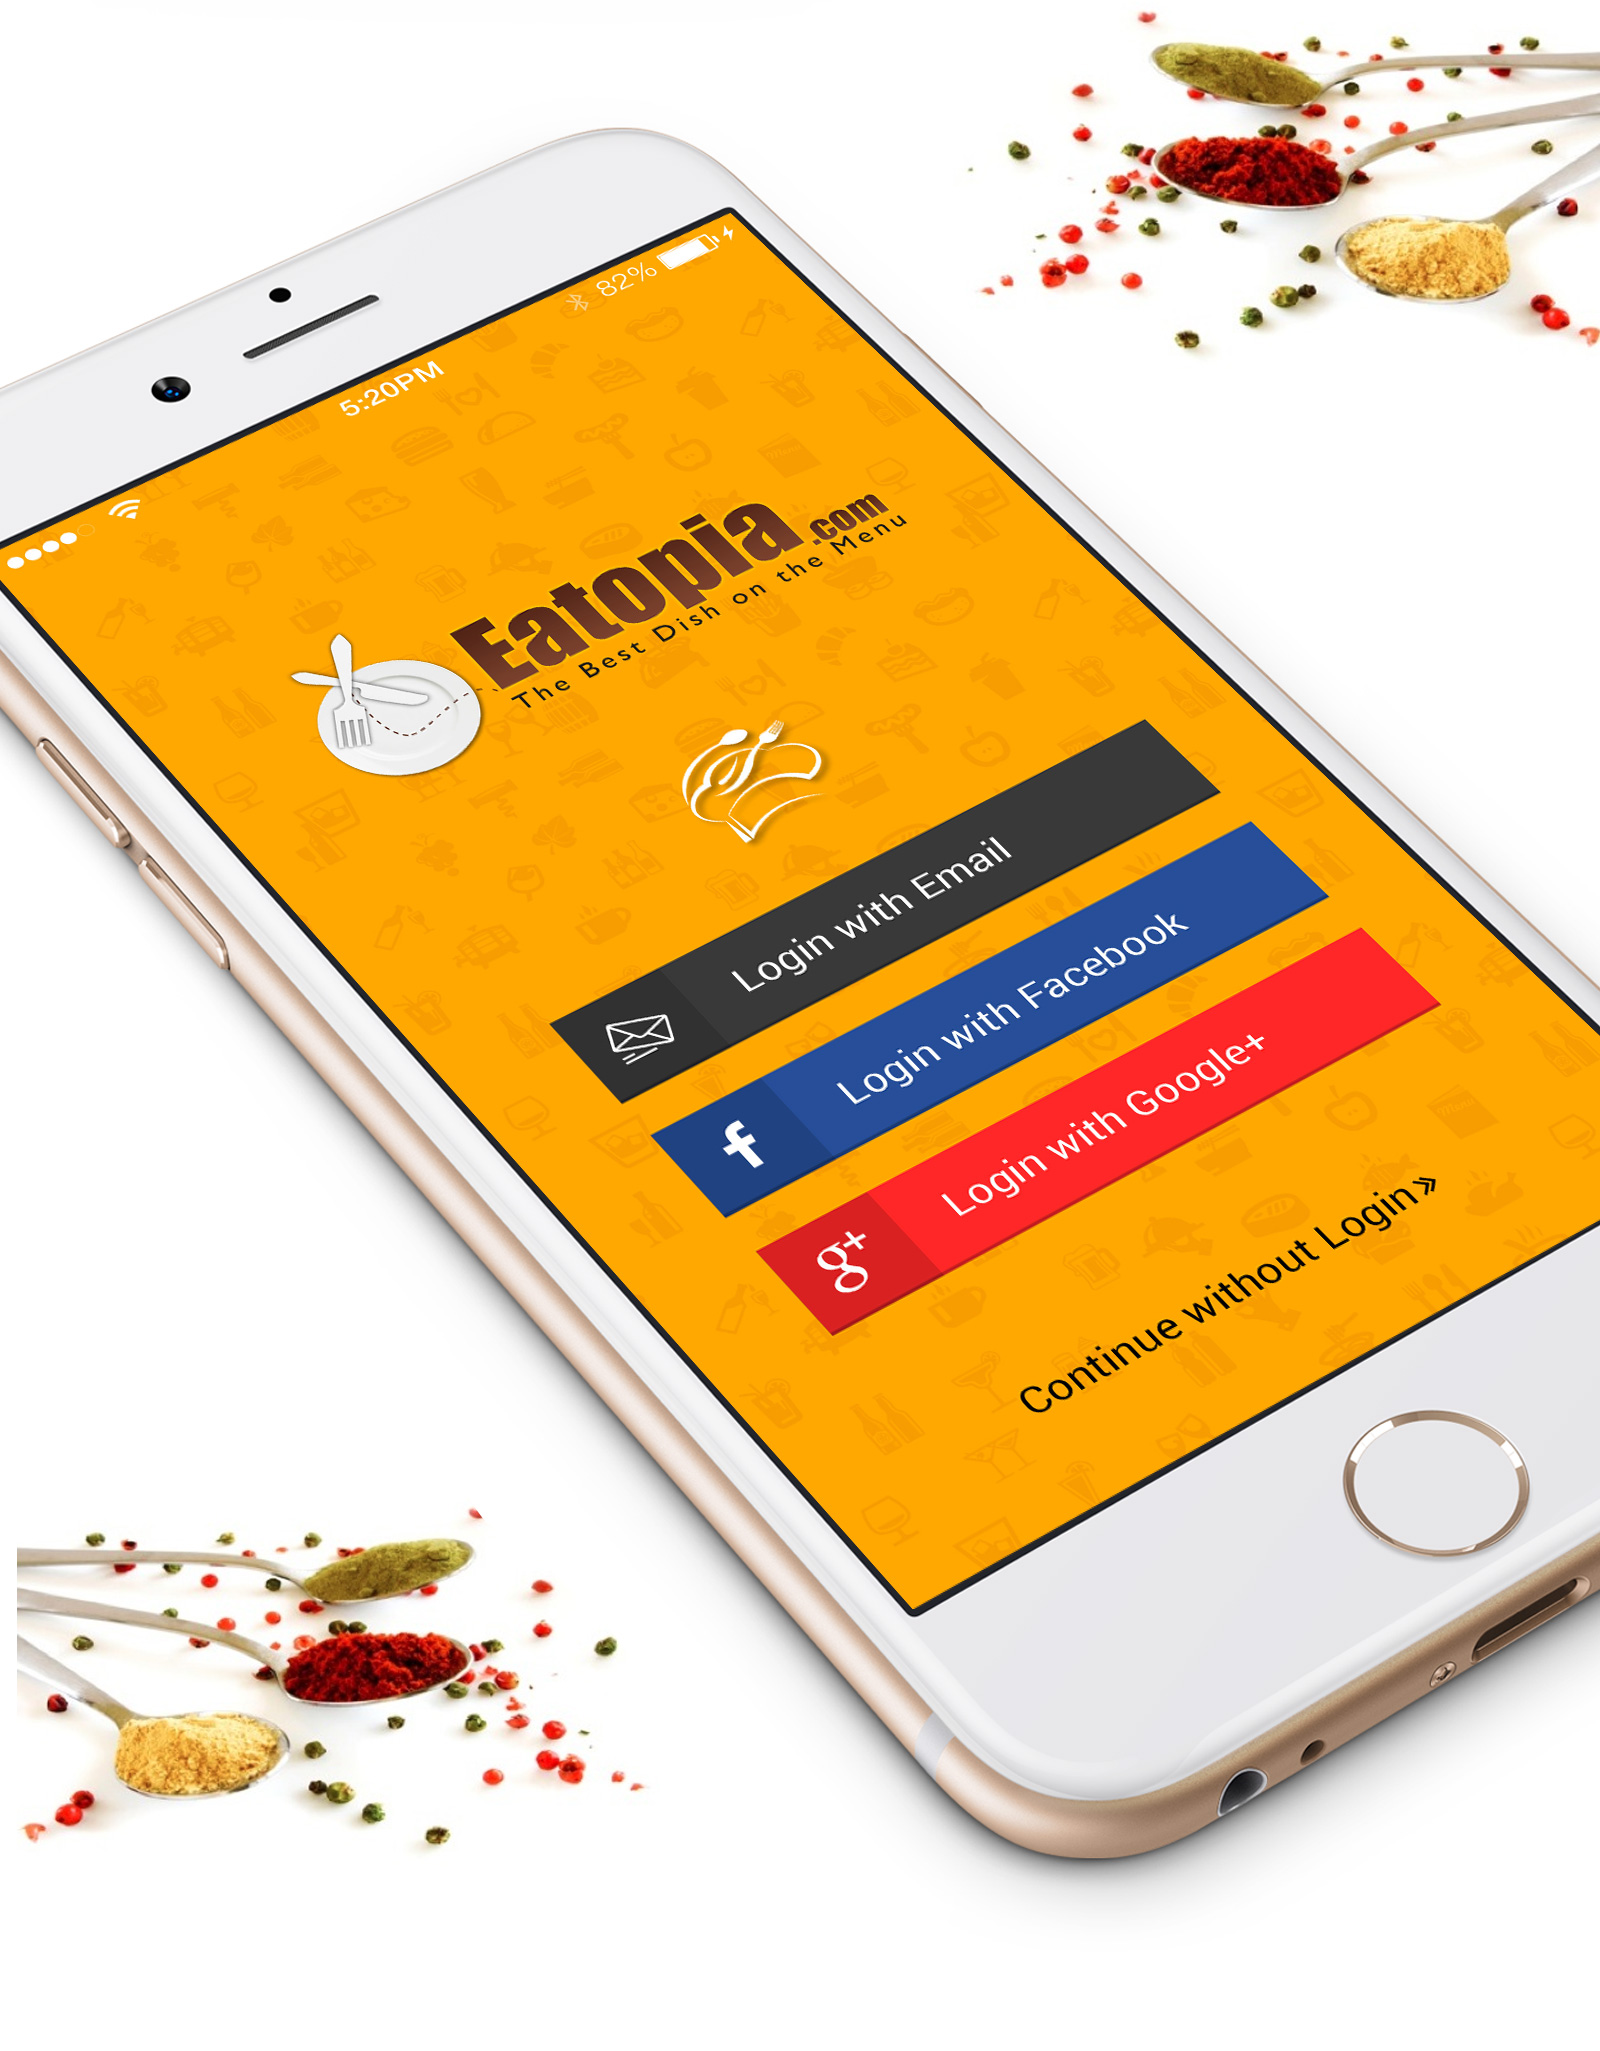 5:20PM
82%
Eatopia.com
The Best Dish on the Menu
Login with Email
f
Login with Facebook
g+
Login with Google+
Continue without Login»